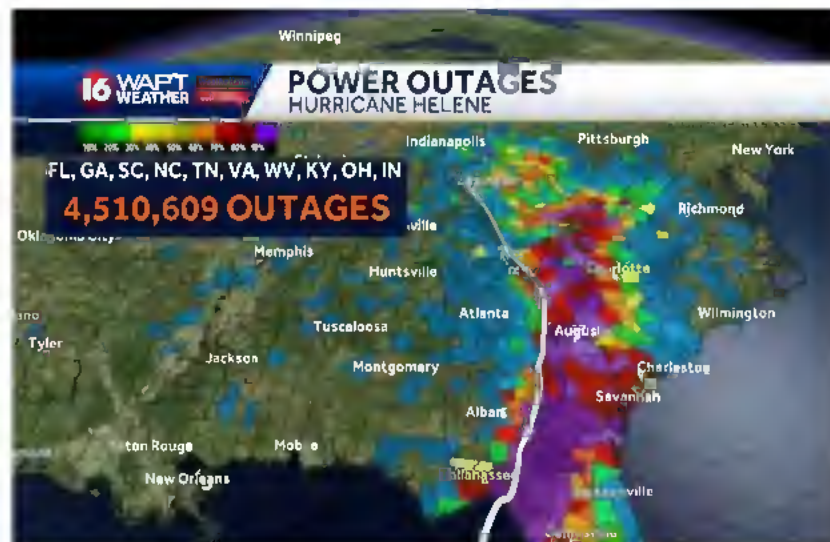 Winnipeg
16 WAPT WEATHER
POWER OUTAGES
HURRICANE HELENE
FL, GA, SC, NC, TN, VA, WV, KY, OH, IN
4,510,609 OUTAGES
Indianapolis
Pittsburgh
New York
Richmond
Memphis
Huntsville
Charlotte
Atlanta
Wilmington
Tuscaloosa
Tyler
Jackson
Montgomery
Charleston
Savannah
ton Rouge
New Orleans